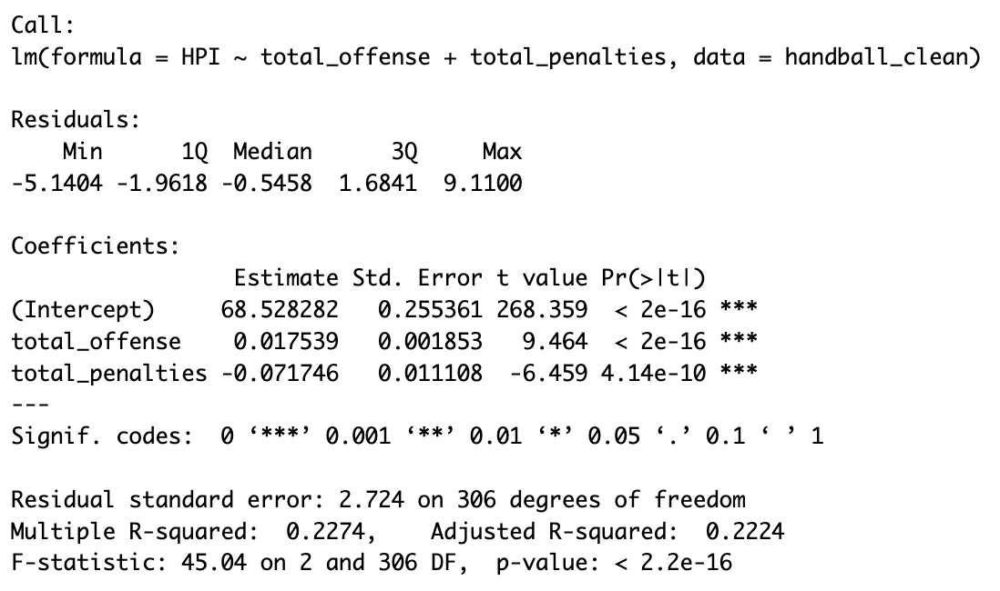 Call:
lm(formula = HPI ~ total_offense + total_penalties, data = handball_clean)
Residuals:
    Min      1Q  Median      3Q     Max
-5.1404 -1.9618 -0.5458  1.6841  9.1100
Coefficients:
                 Estimate Std. Error t value Pr(>|t|)
(Intercept)     68.528282   0.255361 268.359  < 2e-16 ***
total_offense    0.017539   0.001853   9.464  < 2e-16 ***
total_penalties -0.071746   0.011108  -6.459 4.14e-10 ***
---
Signif. codes:  0 ‘***’ 0.001 ‘**’ 0.01 ‘*’ 0.05 ‘.’ 0.1 ‘ ’ 1
Residual standard error: 2.724 on 306 degrees of freedom
Multiple R-squared:  0.2274,    Adjusted R-squared:  0.2224
F-statistic: 45.04 on 2 and 306 DF,  p-value: < 2.2e-16